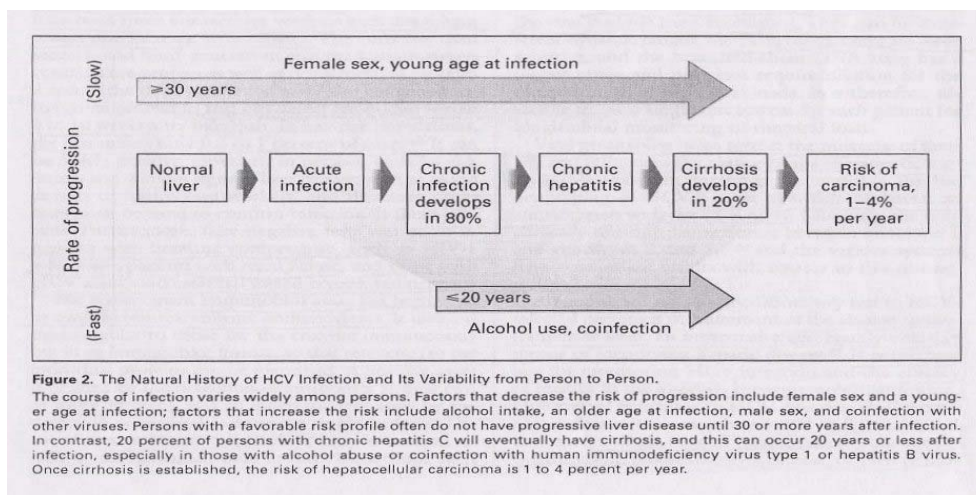 Female sex, young age at infection
≥30 years
(Slow)
Rate of progression
(Fast)
Normal
liver
Acute
infection
Chronic
infection
develops
in 80%
Chronic
hepatitis
Cirrhosis
develops
in 20%
Risk of
carcinoma,
1–4%
per year
≤20 years
Alcohol use, coinfection
Figure 2. The Natural History of HCV Infection and Its Variability from Person to Person.
The course of infection varies widely among persons. Factors that decrease the risk of progression include female sex and a young-
er age at infection; factors that increase the risk include alcohol intake, an older age at infection, male sex, and coinfection with
other viruses. Persons with a favorable risk profile often do not have progressive liver disease until 30 or more years after infection.
In contrast, 20 percent of persons with chronic hepatitis C will eventually have cirrhosis, and this can occur 20 years or less after
infection, especially in those with alcohol abuse or coinfection with human immunodeficiency virus type 1 or hepatitis B virus.
Once cirrhosis is established, the risk of hepatocellular carcinoma is 1 to 4 percent per year.